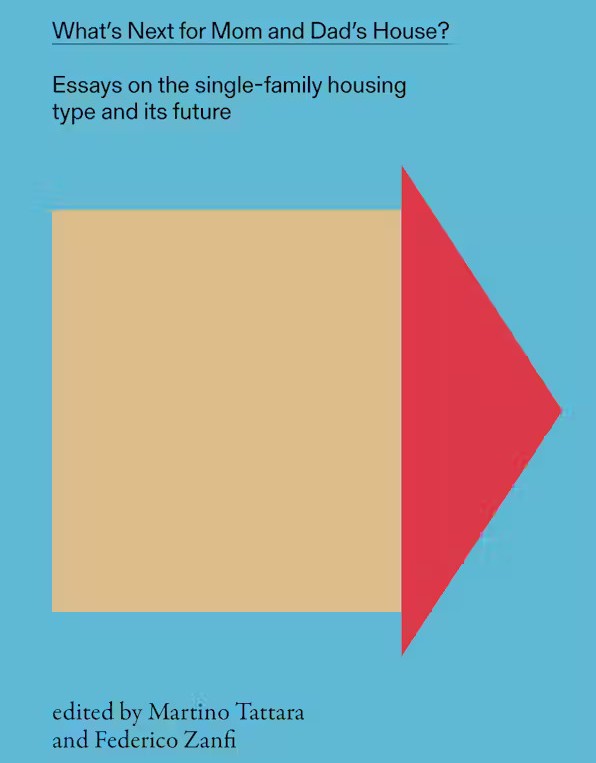 What’s Next for Mom and Dad’s House?
Essays on the single-family housing
type and its future
edited by Martino Tattara
and Federico Zanfi